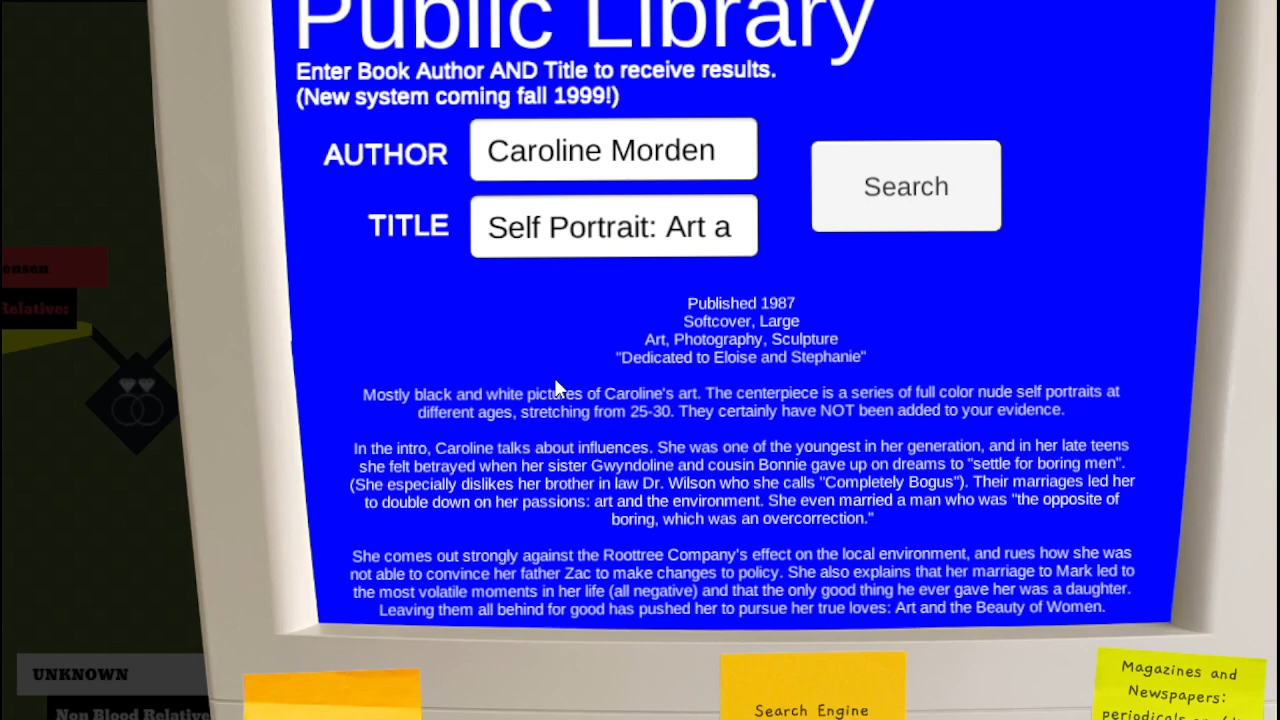 Public Library
Enter Book Author AND Title to receive results.
(New system coming fall 1999!)
AUTHOR
Caroline Morden
Search
TITLE
Self Portrait: Art a
Relative:
Published 1987
Softcover, Large
Art, Photography, Sculpture
"Dedicated to Eloise and Stephanie"
Mostly black and white pictures of Caroline's art. The centerpiece is a series of full color nude self portraits at
different ages, stretching from 25-30. They certainly have NOT been added to your evidence.
In the intro, Caroline talks about influences. She was one of the youngest in her generation, and in her late teens
she felt betrayed when her sister Gwyndoline and cousin Bonnie gave up on dreams to "settle for boring men".
(She especially dislikes her brother in law Dr. Wilson who she calls "Completely Bogus"). Their marriages led her
to double down on her passions: art and the environment. She even married a man who was "the opposite of
boring, which was an overcorrection."
She comes out strongly against the Roottree Company's effect on the local environment, and rues how she was
not able to convince her father Zac to make changes to policy. She also explains that her marriage to Mark led to
the most volatile moments in her life (all negative) and that the only good thing he ever gave her was a daughter.
Leaving them all behind for good has pushed her to pursue her true loves: Art and the Beauty of Women.
UNKNOWN
Non Blood Relative
Search Engine
Magazines and
Newspapers: